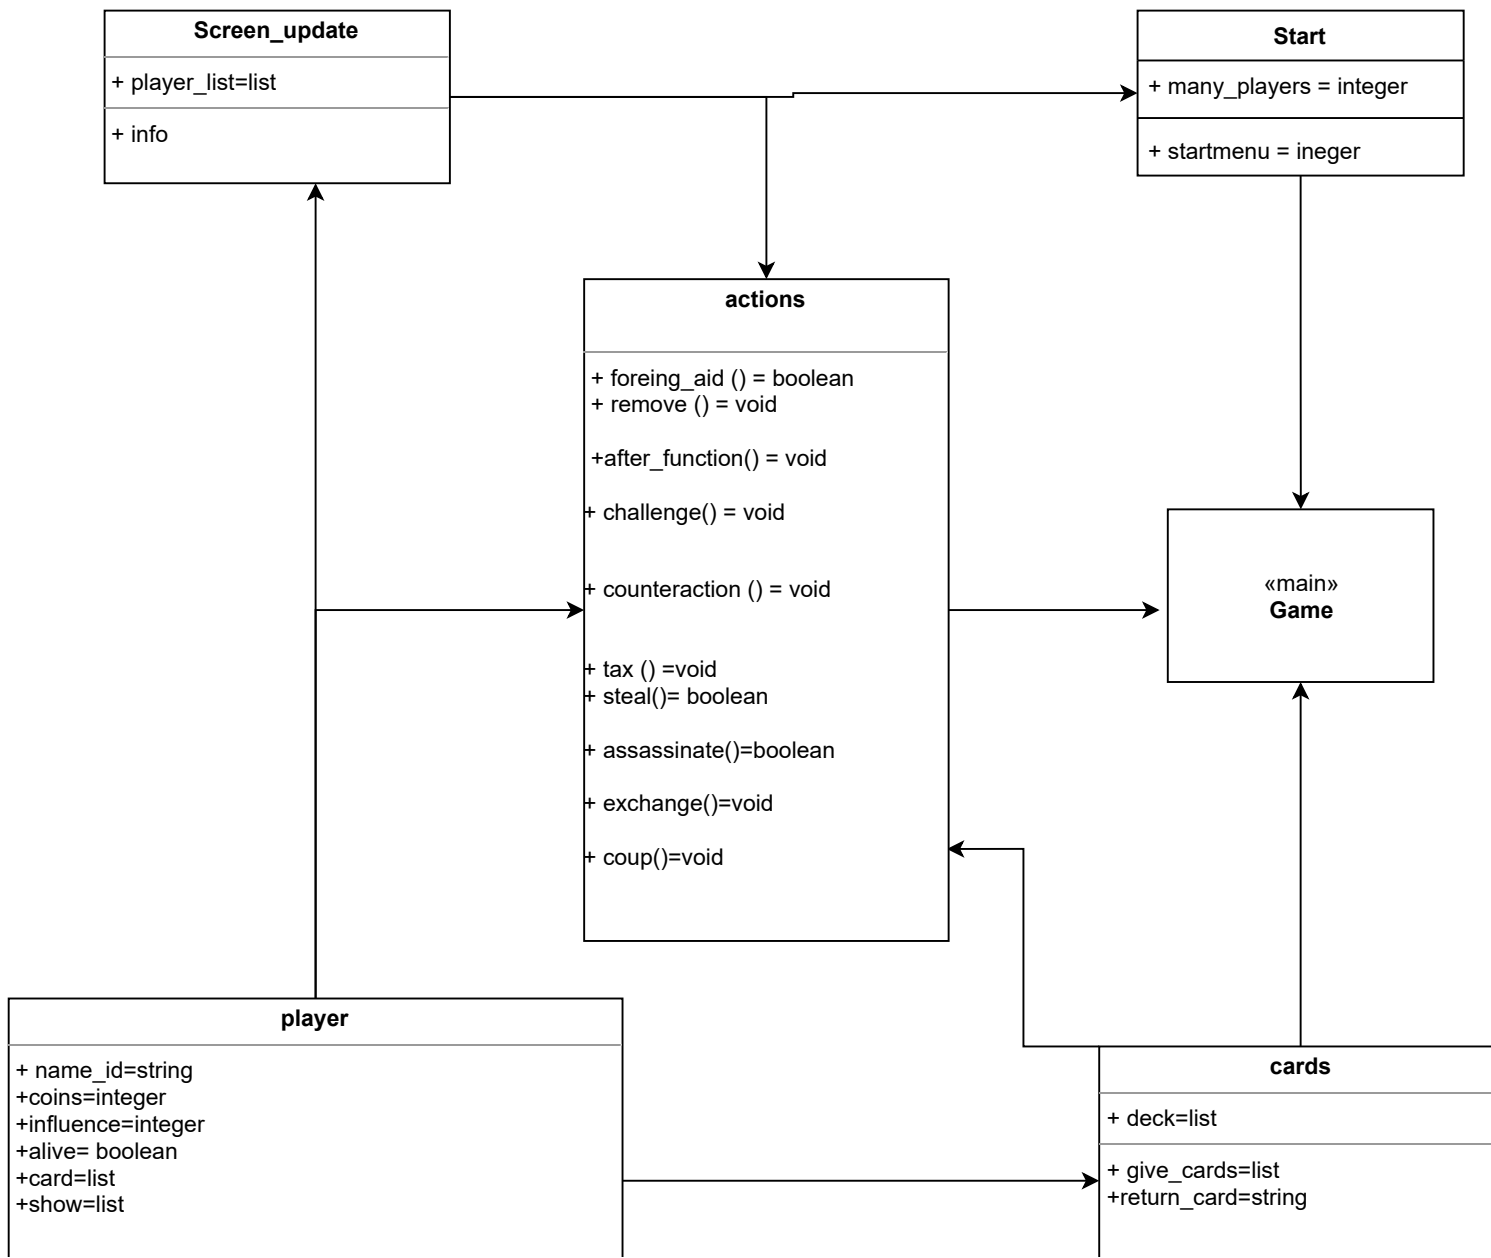 Screen_update
+ player_list=list
+ info
Start
+ many_players = integer
+ startmenu = ineger
actions
+ foreing_aid () = boolean
+ remove () = void
+after_function() = void
+ challenge() = void
+ counteraction () = void
+ tax () =void
+ steal()= boolean
+ assassinate()=boolean
+ exchange()=void
+ coup()=void
«main»
Game
player
+ name_id=string
+coins=integer
+influence=integer
+alive= boolean
+card=list
+show=list
cards
+ deck=list
+ give_cards=list
+return_card=string